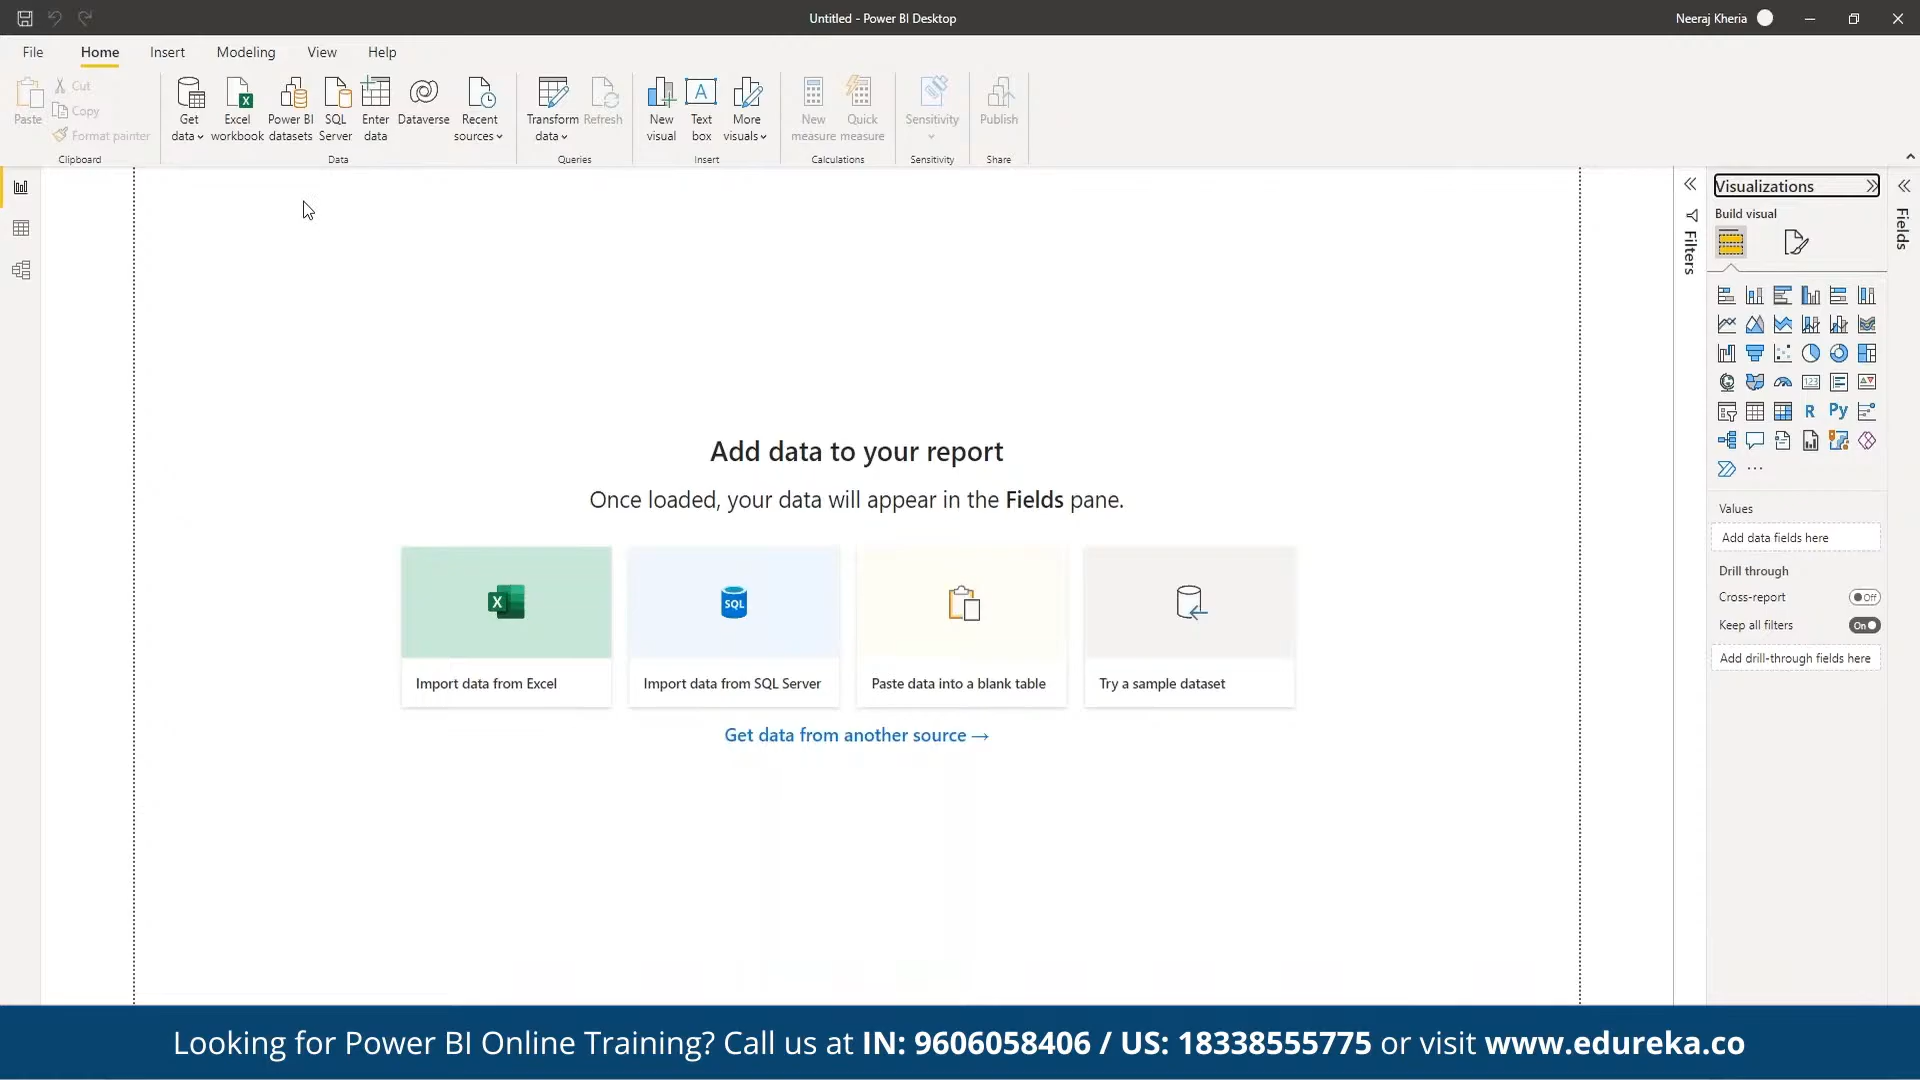 Untitled - Power BI Desktop
Neeraj Kheria
File Home Insert Modeling View Help
Paste
Cut
Copy
Format painter
Clipboard
Get data
Excel workbook
Power BI datasets
SQL Server
Enter data
Dataverse
Recent sources
Data
Transform data
Refresh
Queries
New visual
Text box
More visuals
Insert
New measure
Quick measure
Calculations
Sensitivity
Sensitivity
Publish
Share
Add data to your report
Once loaded, your data will appear in the Fields pane.
X
SQL
Import data from Excel
Import data from SQL Server
Paste data into a blank table
Try a sample dataset
Get data from another source →
Filters
Visualizations
Build visual
123
R Py
Values
Add data fields here
Drill through
Cross-report Off
Keep all filters On
Add drill-through fields here
Fields
Looking for Power BI Online Training? Call us at IN: 9606058406 / US: 18338555775 or visit www.edureka.co